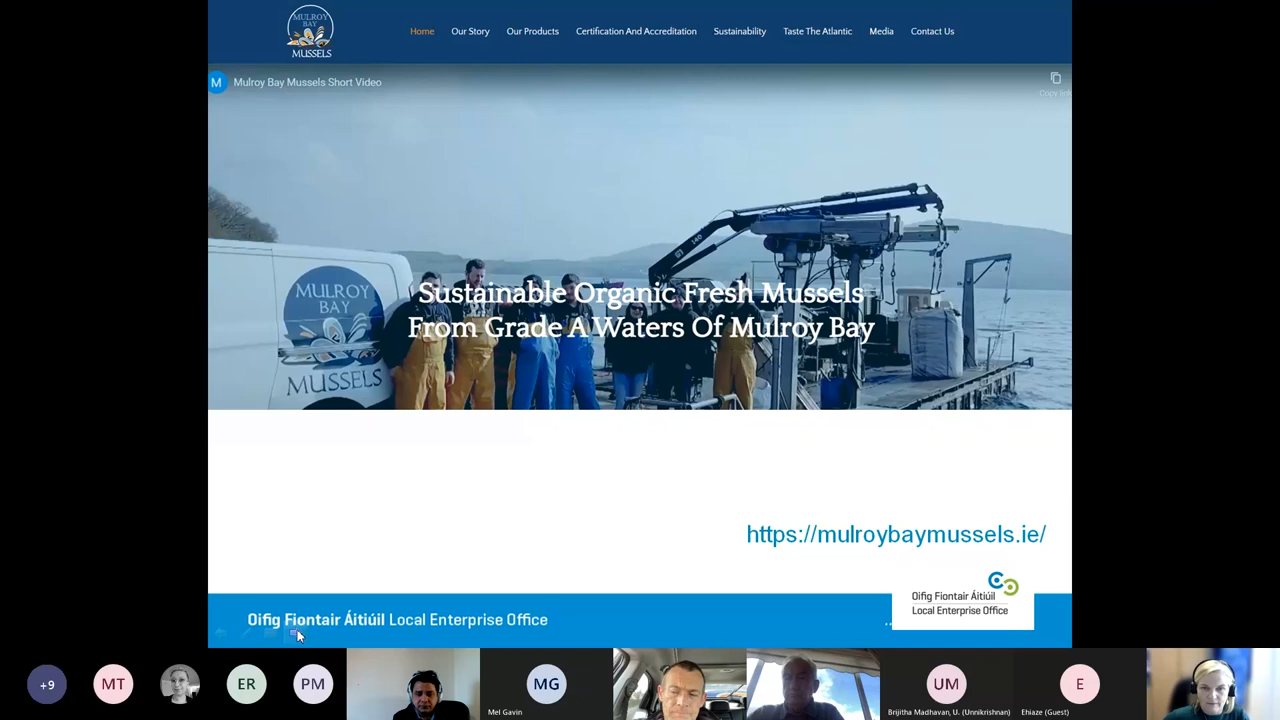 MULROY
BAY
MUSSELS
Home Our Story Our Products Certification And Accreditation Sustainability Taste The Atlantic Media Contact Us
M Mulroy Bay Mussels Short Video
Copy link
MULROY
BAY
MUSSELS
140
Sustainable Organic Fresh Mussels
From Grade A Waters Of Mulroy Bay
https://mulroybaymussels.ie/
Oifig Fiontair Áitiúil Local Enterprise Office
..
Oifig Fiontair Áitiúil
Local Enterprise Office
+9 MT ER PM MG UM E
Mel Gavin Brijitha Madhavan, U. (Unnikrishnan) Ehiaze (Guest)